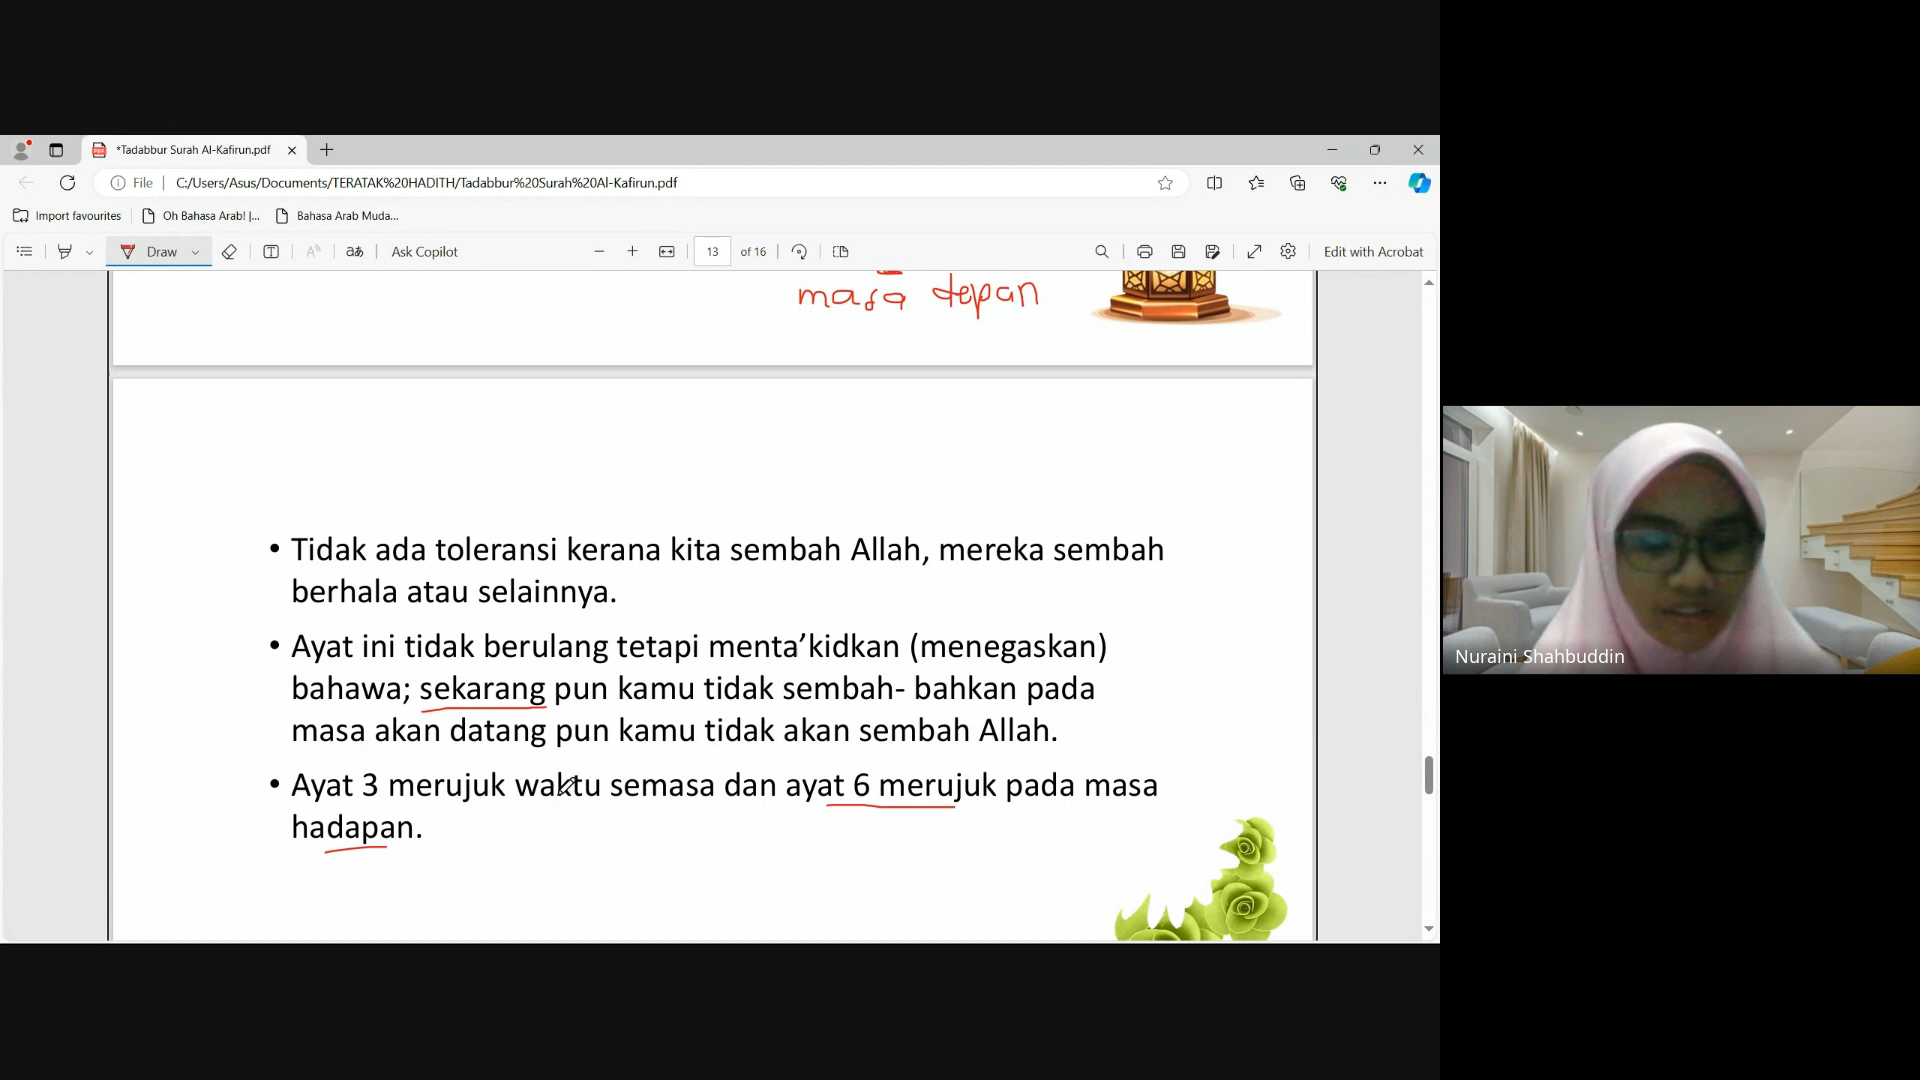 *Tadabbur Surah Al-Kafirun.pdf
File
C:/Users/Asus/Documents/TERATAK%20HADITH/Tadabbur%20Surah%20Al-Kafirun.pdf
Import favourites
Oh Bahasa Arab! |...
Bahasa Arab Muda...
Draw
aあ
Ask Copilot
13 of 16
Edit with Acrobat
masa depan
• Tidak ada toleransi kerana kita sembah Allah, mereka sembah
berhala atau selainnya.
• Ayat ini tidak berulang tetapi menta’kidkan (menegaskan)
bahawa; sekarang pun kamu tidak sembah- bahkan pada
masa akan datang pun kamu tidak akan sembah Allah.
• Ayat 3 merujuk waktu semasa dan ayat 6 merujuk pada masa
hadapan.
Nuraini Shahbuddin